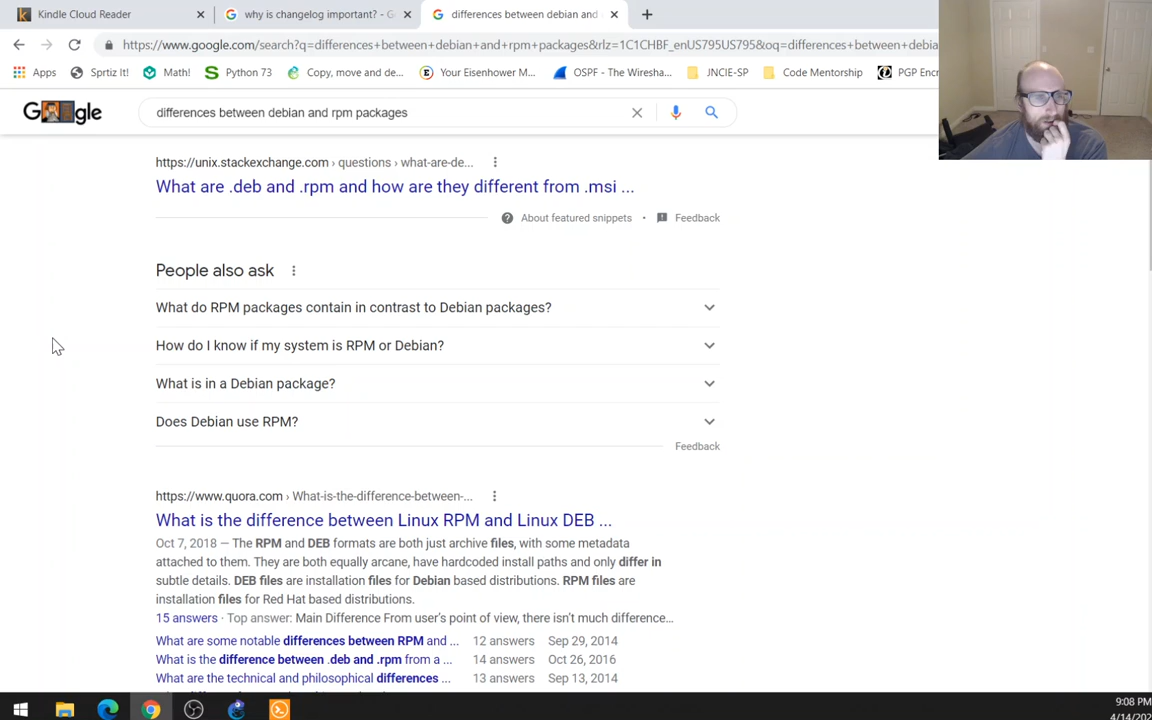 Kindle Cloud Reader
why is changelog important? - G
differences between debian and
https://www.google.com/search?q=differences+between+debian+and+rpm+packages&rlz=1C1CHBF_enUS795US795&oq=differences+between+debia
Apps
Sprtiz It!
Math!
Python 73
Copy, move and de...
Your Eisenhower M...
OSPF - The Wiresha...
JNCIE-SP
Code Mentorship
PGP Encr
Google
differences between debian and rpm packages
https://unix.stackexchange.com › questions › what-are-de...
What are .deb and .rpm and how are they different from .msi ...
About featured snippets • Feedback
People also ask
What do RPM packages contain in contrast to Debian packages?
How do I know if my system is RPM or Debian?
What is in a Debian package?
Does Debian use RPM?
Feedback
https://www.quora.com › What-is-the-difference-between-...
What is the difference between Linux RPM and Linux DEB ...
Oct 7, 2018 — The RPM and DEB formats are both just archive files, with some metadata
attached to them. They are both equally arcane, have hardcoded install paths and only differ in
subtle details. DEB files are installation files for Debian based distributions. RPM files are
installation files for Red Hat based distributions.
15 answers · Top answer: Main Difference From user's point of view, there isn't much difference...
What are some notable differences between RPM and ... 12 answers Sep 29, 2014
What is the difference between .deb and .rpm from a ... 14 answers Oct 26, 2016
What are the technical and philosophical differences ... 13 answers Sep 13, 2014
9:08 PM
4/14/202